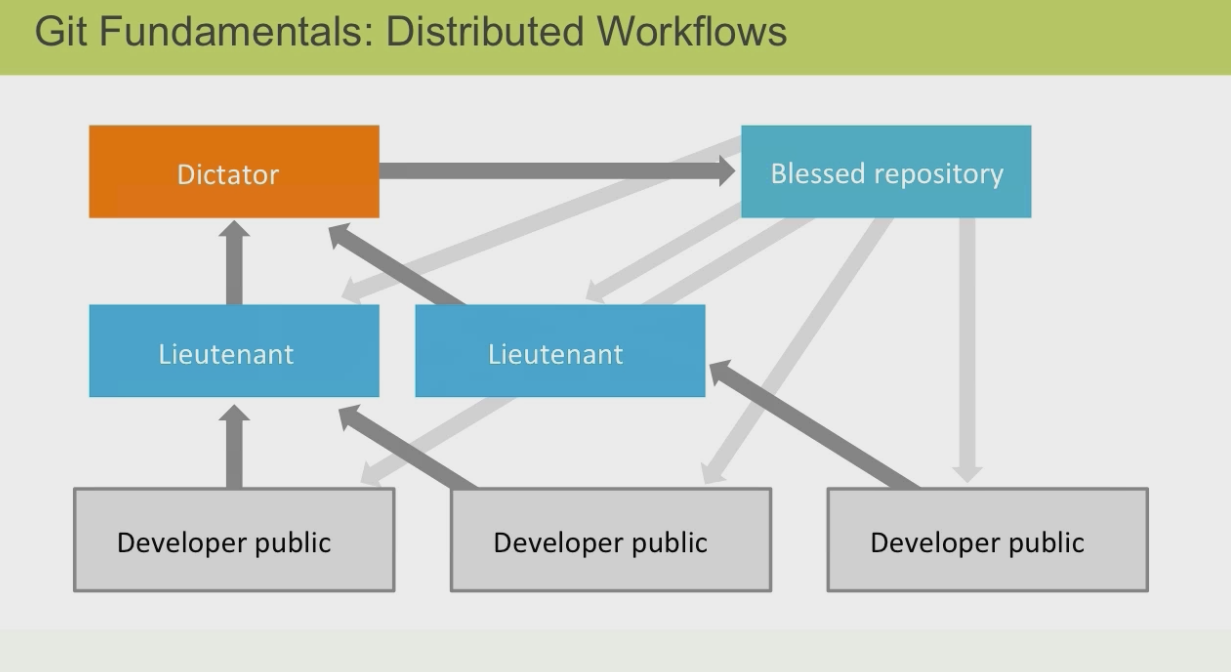 Git Fundamentals: Distributed Workflows
Dictator
Blessed repository
Lieutenant
Lieutenant
Developer public
Developer public
Developer public